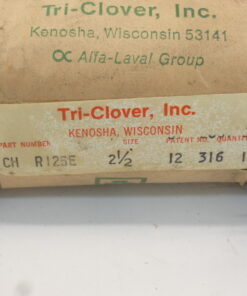 Tri-Clover, Inc.
Kenosha, Wisconsin 53141
Alfa-Laval Group
Tri-Clover, Inc.
KENOSHA, WISCONSIN
PART NUMBER SIZE PATENT NO. QUANTI
CH R125E 2½ 12 316 1